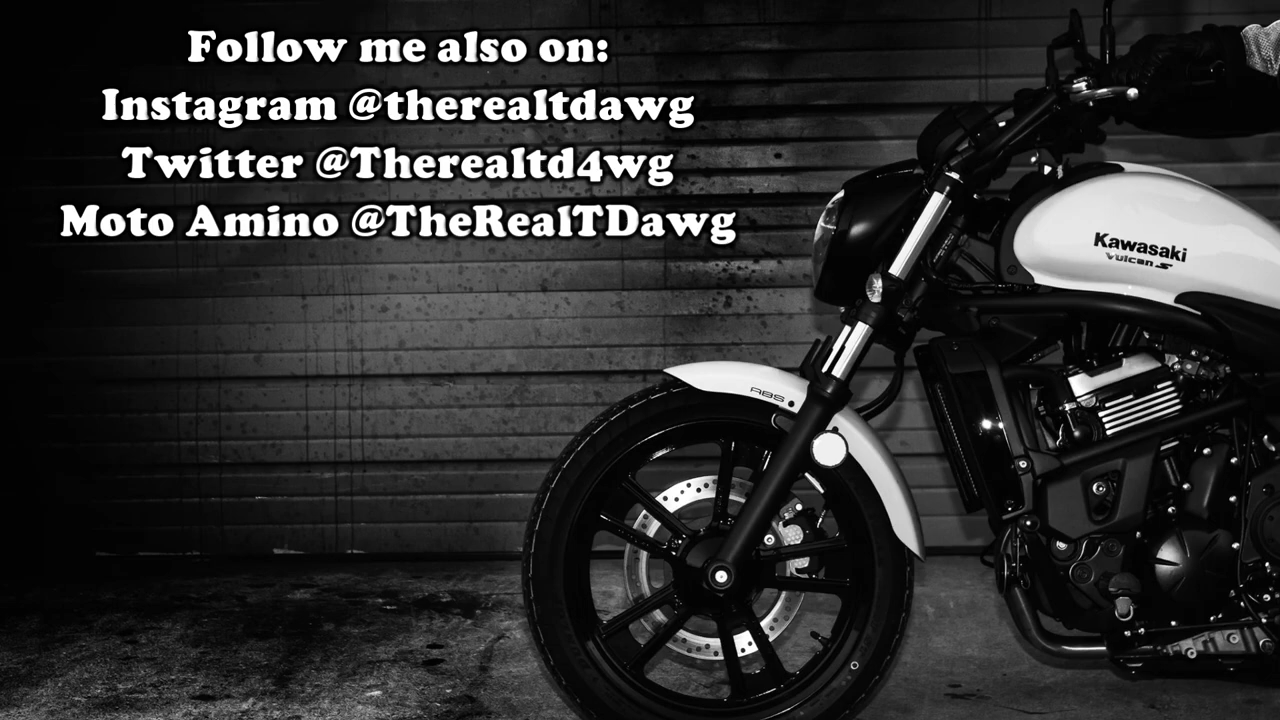 Follow me also on:
Instagram @therealtdawg
Twitter @Therealtd4wg
Moto Amino @TheRealTDawg
Kawasaki
Vulcan S
ABS